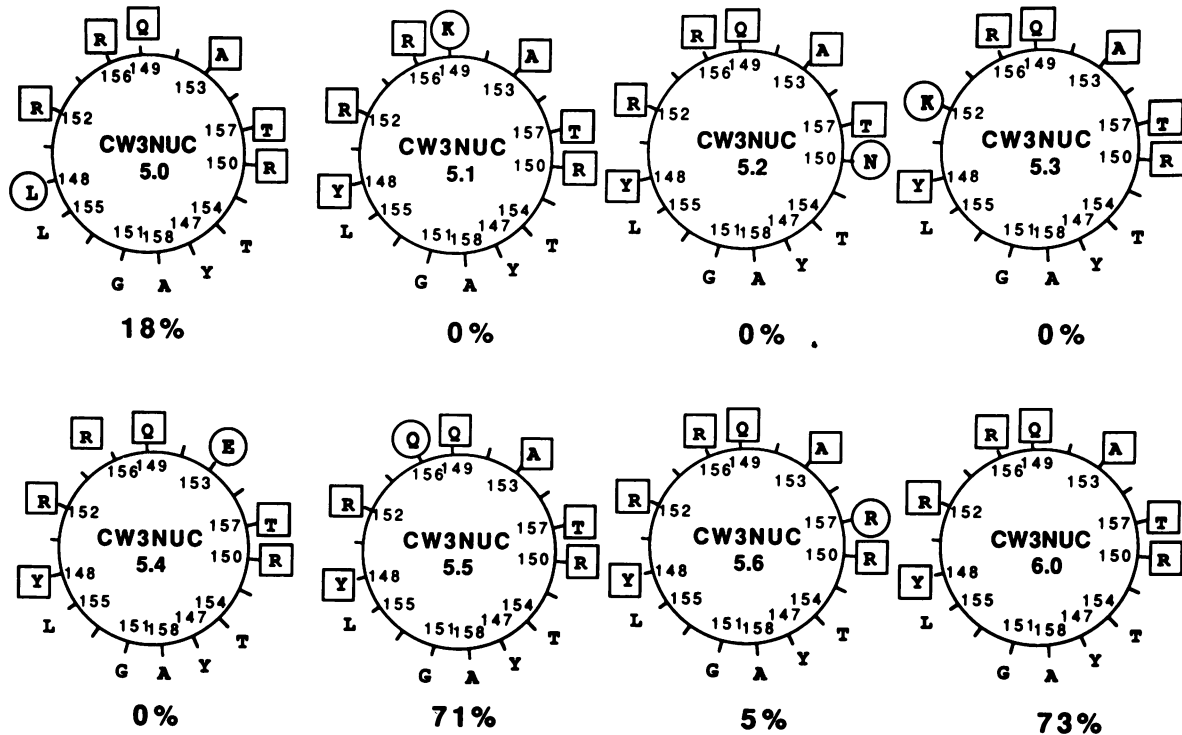 R Q A
156 149 153
R 152 157 T
CW3NUC
5.0
150 R
L 148
155 154
L 151 158 147 T
G A Y
18%
R K A
156 149 153
R 152 157 T
CW3NUC
5.1
150 R
Y 148
155 154
L 151 158 147 T
G A Y
0%
R Q A
156 149 153
R 152 157 T
CW3NUC
5.2
150 N
Y 148
155 154
L 151 158 147 T
G A Y
0%
R Q A
156 149 153
K 152 157 T
CW3NUC
5.3
150 R
Y 148
155 154
L 151 158 147 T
G A Y
0%
R Q E
156 149 153
R 152 157 T
CW3NUC
5.4
150 R
Y 148
155 154
L 151 158 147 T
G A Y
0%
Q Q A
156 149 153
R 152 157 T
CW3NUC
5.5
150 R
Y 148
155 154
L 151 158 147 T
G A Y
71%
R Q A
156 149 153
R 152 157 R
CW3NUC
5.6
150 R
Y 148
155 154
L 151 158 147 T
G A Y
5%
R Q A
156 149 153
R 152 157 T
CW3NUC
6.0
150 R
Y 148
155 154
L 151 158 147 T
G A Y
73%